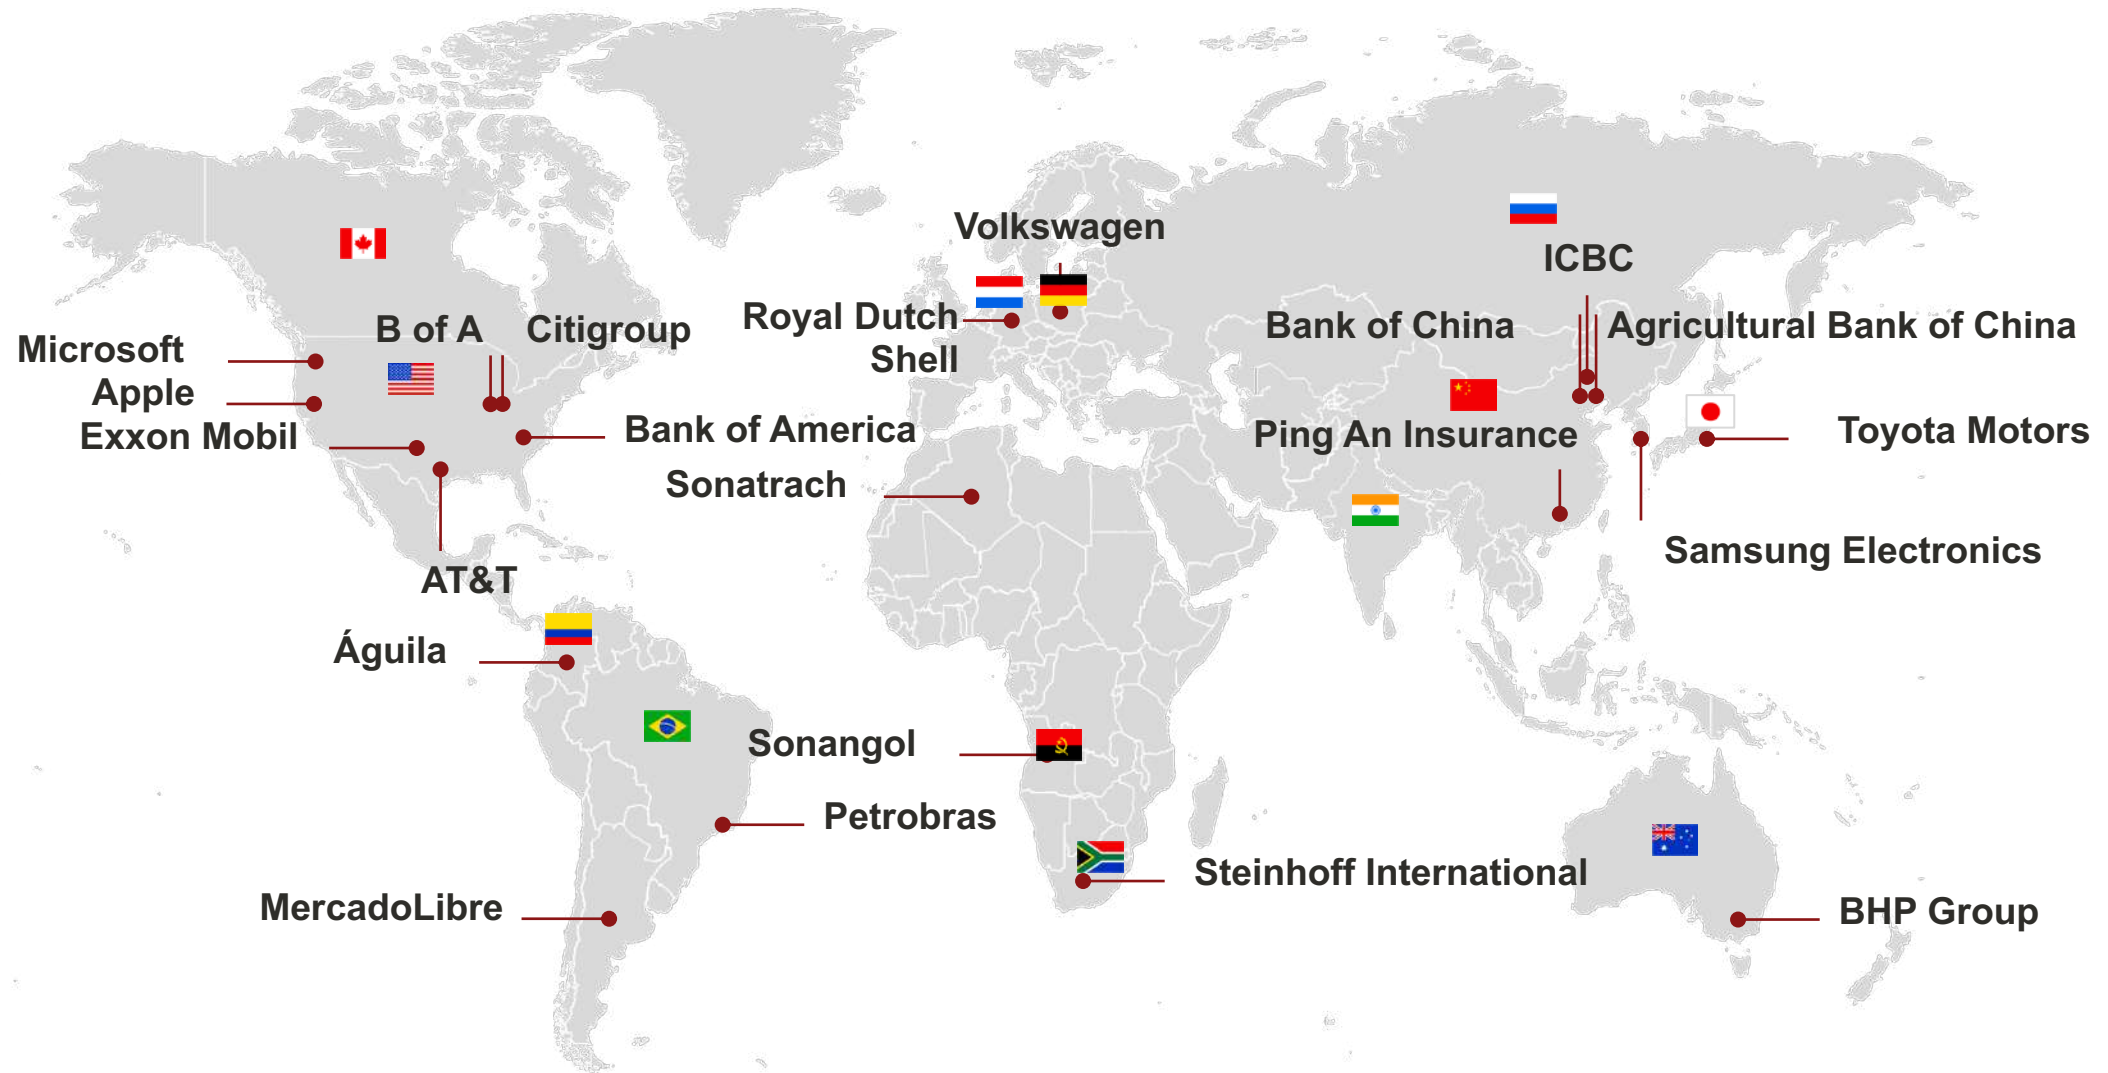 Volkswagen
ICBC
Royal Dutch
Shell
Bank of China
Agricultural Bank of China
B of A
Citigroup
Microsoft
Apple
Exxon Mobil
Bank of America
Ping An Insurance
Toyota Motors
Sonatrach
Samsung Electronics
AT&T
Águila
Sonangol
Petrobras
Steinhoff International
MercadoLibre
BHP Group